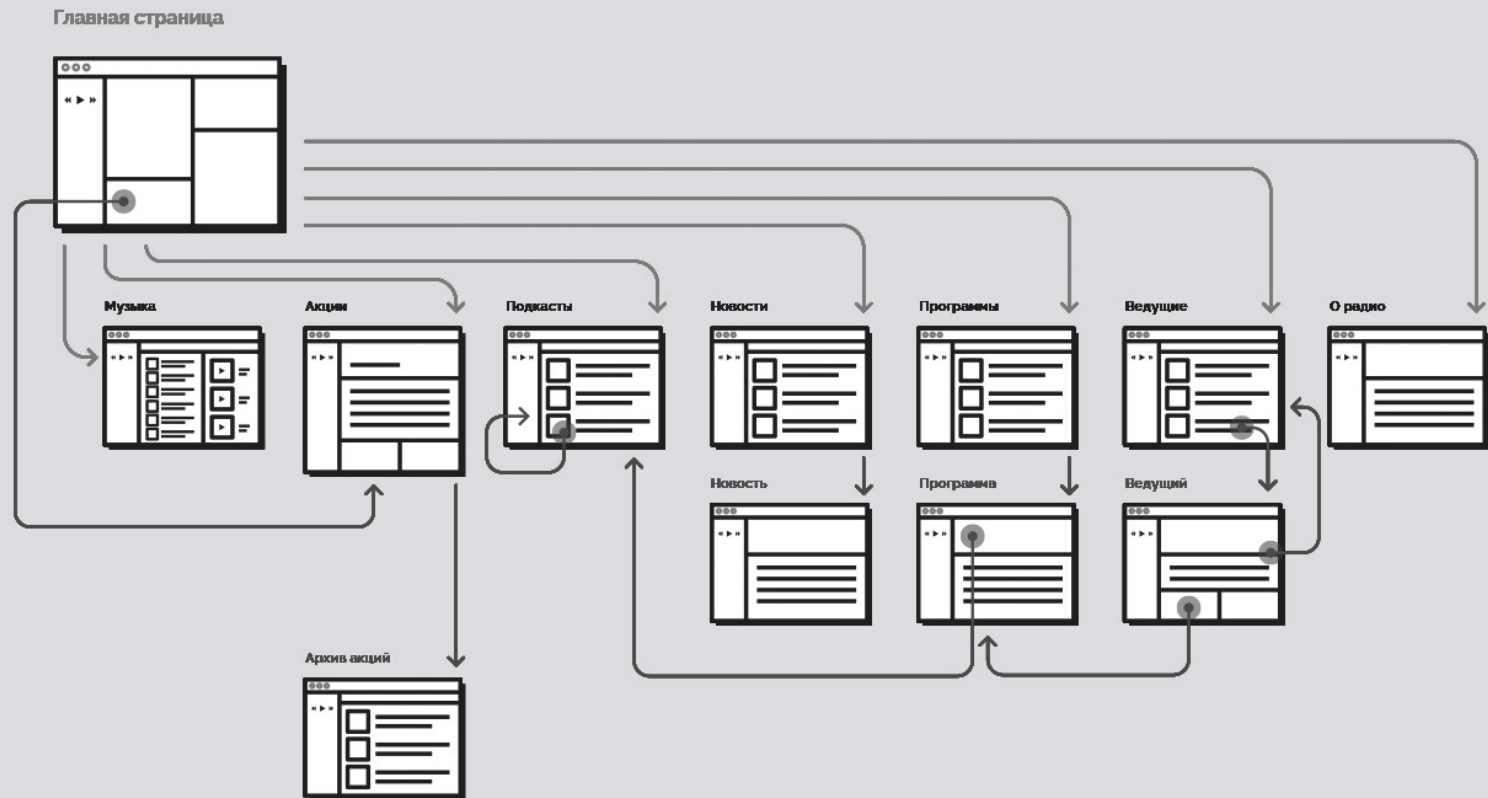 Главная страница
Музыка
Акции
Подкасты
Новости
Программы
Ведущие
О радио
Новость
Программа
Ведущий
Архив акций